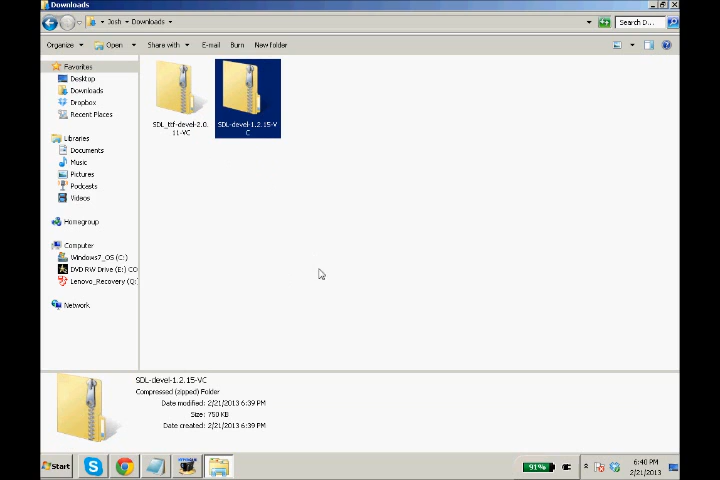 Downloads
Josh
Downloads
Search D...
Organize
Open
Share with
E-mail
Burn
New folder
Favorites
Desktop
Downloads
Dropbox
Recent Places
Libraries
Documents
Music
Pictures
Podcasts
Videos
Homegroup
Computer
Windows7_OS (C:)
DVD RW Drive (E:) CO
Lenovo_Recovery (Q:
Network
SDL_ttf-devel-2.0.
11-VC
SDL-devel-1.2.15-V
C
SDL-devel-1.2.15-VC
Compressed (zipped) Folder
Date modified: 2/21/2013 6:39 PM
Size: 750 KB
Date created: 2/21/2013 6:39 PM
Start
91%
6:40 PM
2/21/2013